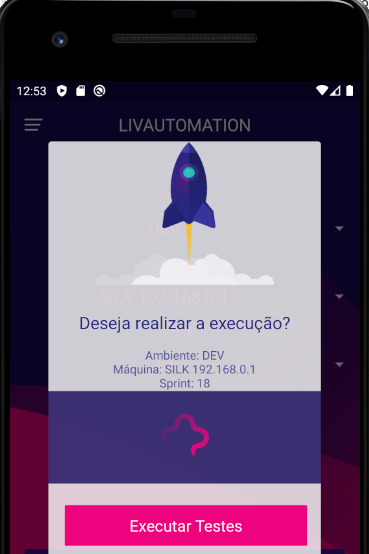 12:53
LIVAUTOMATION
DEV
SILK 192.168.0.1
Deseja realizar a execução?
Ambiente: DEV
Máquina: SILK 192.168.0.1
Sprint: 18
Executar Testes